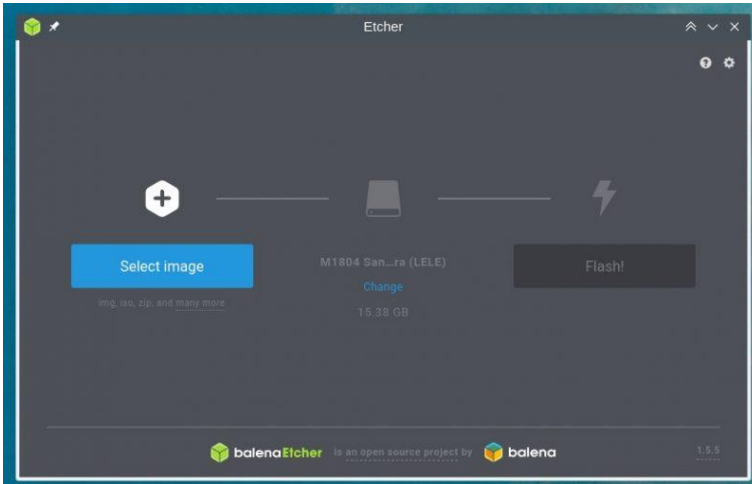 Etcher
Select image
img, iso, zip, and many more
M1804 San...ra (LELE)
Change
15.38 GB
Flash!
balenaEtcher is an open source project by balena
1.5.5